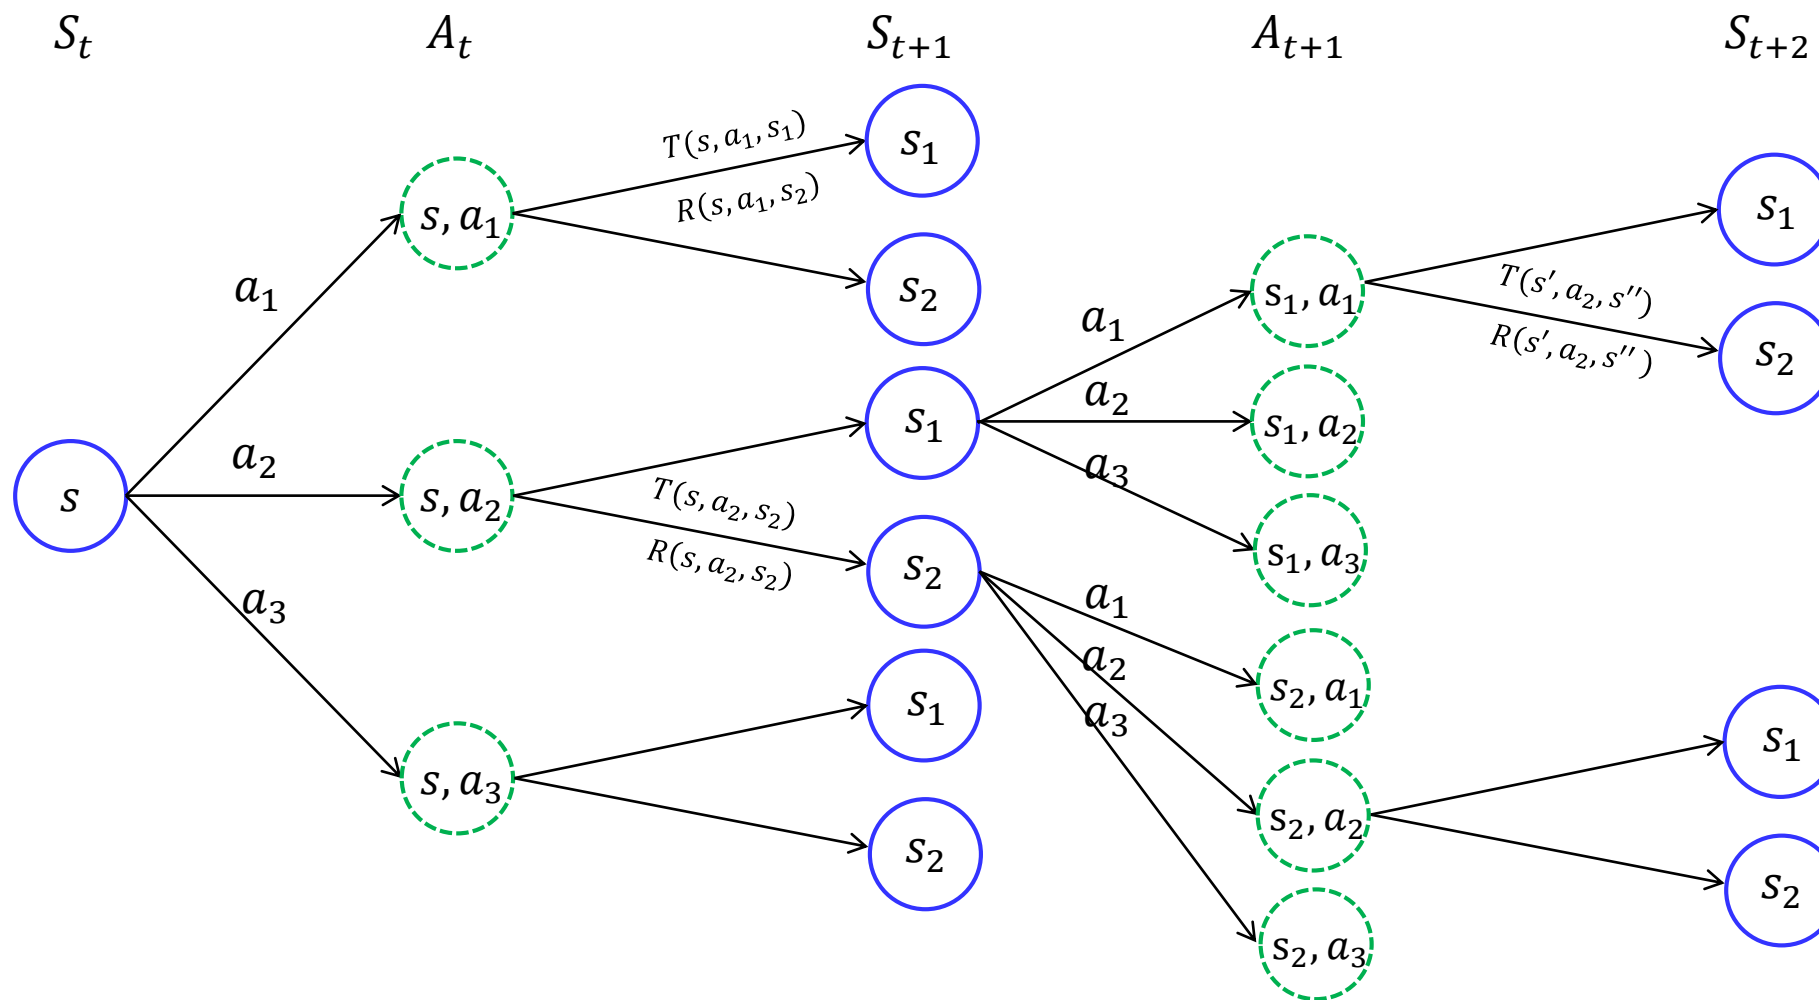 S_t A_t S_{t+1} A_{t+1} S_{t+2}
s
a_1
a_2
a_3
s, a_1
s, a_2
s, a_3
T(s, a_1, s_1)
R(s, a_1, s_2)
T(s, a_2, s_2)
R(s, a_2, s_2)
s_1
s_2
s_1
s_2
s_1
s_2
a_1
a_2
a_3
a_1
a_2
a_3
s_1, a_1
s_1, a_2
s_1, a_3
s_2, a_1
s_2, a_2
s_2, a_3
T(s′, a_2, s′′)
R(s′, a_2, s′′)
s_1
s_2
s_1
s_2